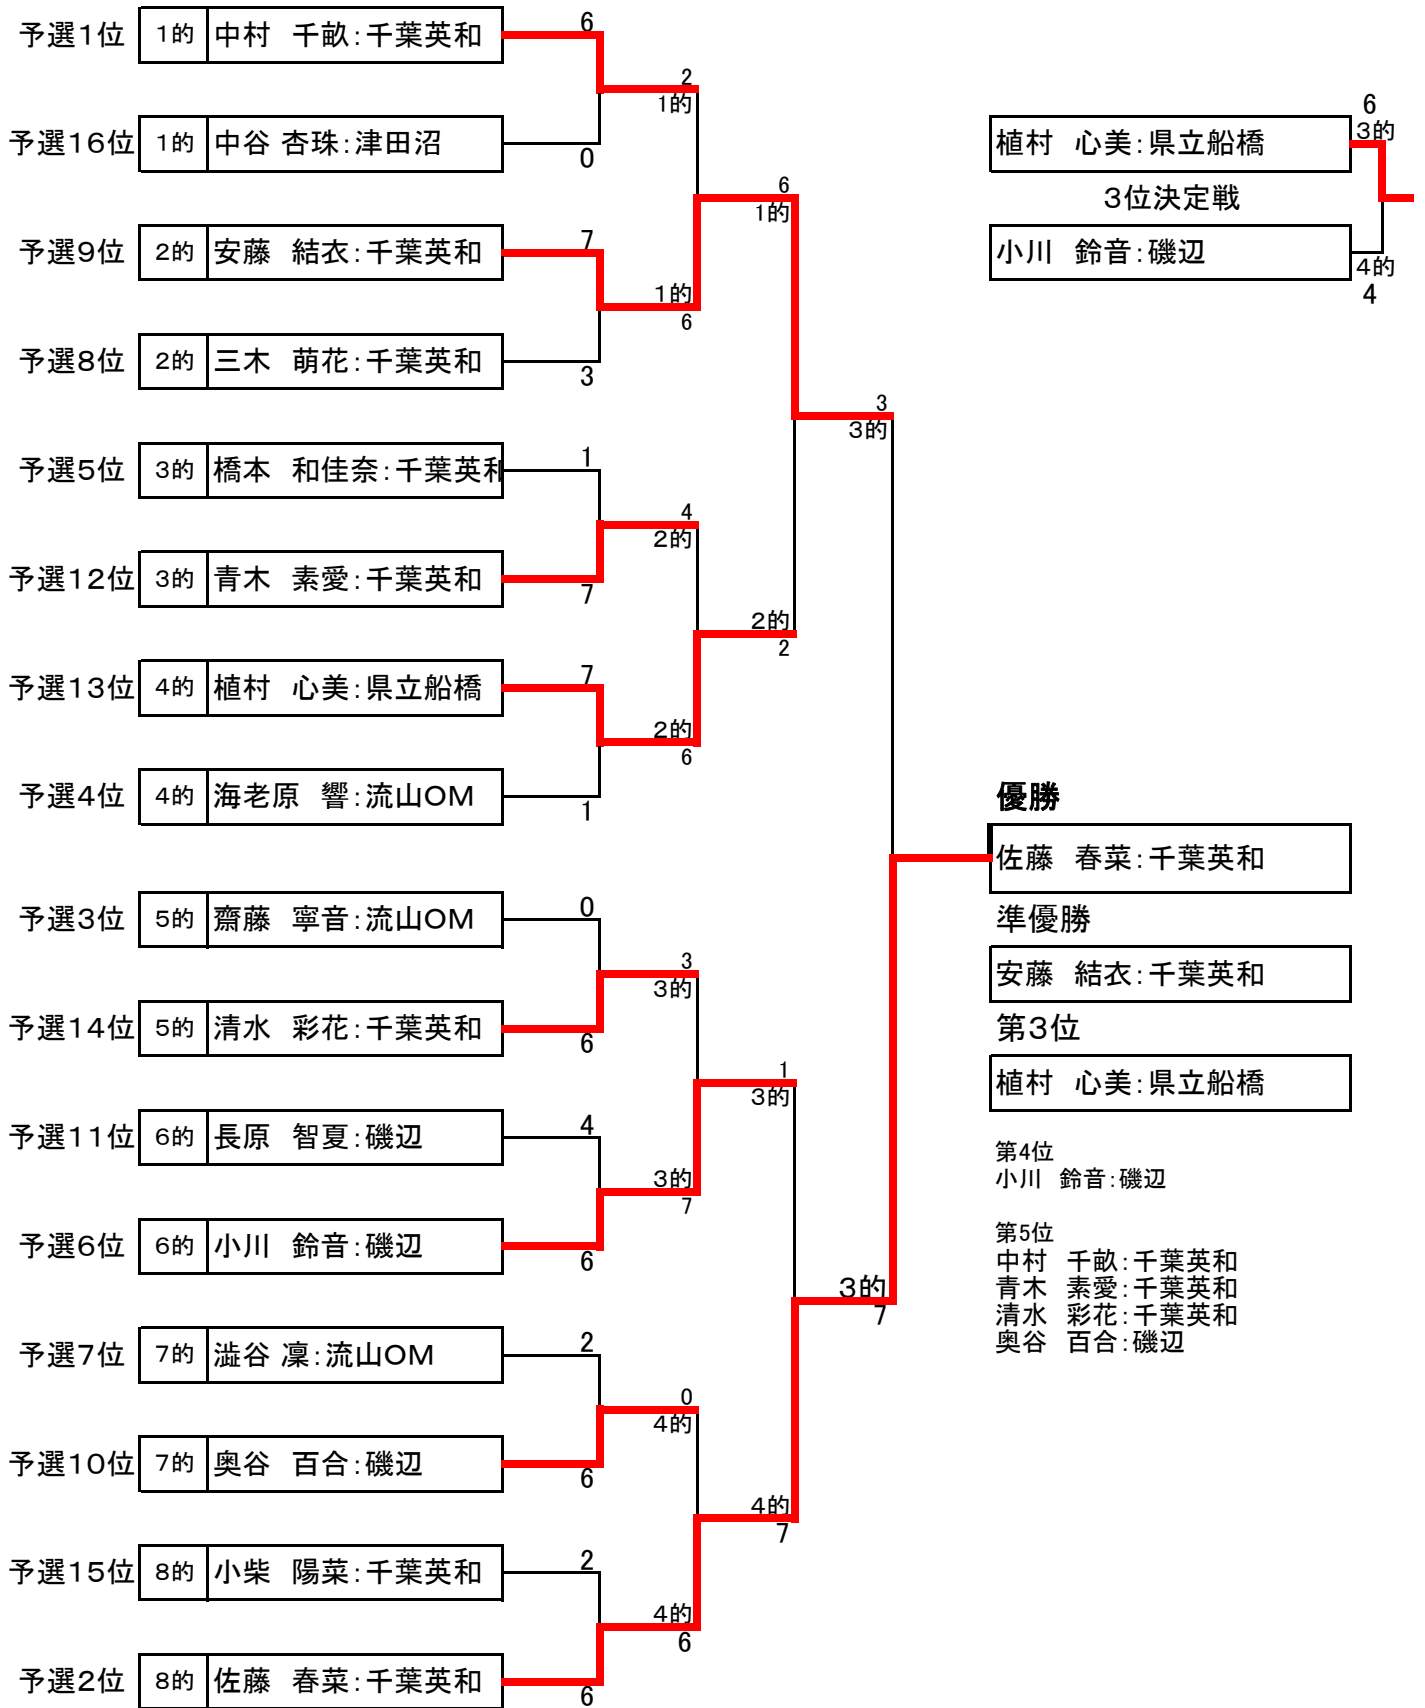 予選1位 1的 中村 千畝:千葉英和 6
2
1的
予選16位 1的 中谷 杏珠:津田沼 0
6
1的
予選9位 2的 安藤 結衣:千葉英和 7
1的
6
予選8位 2的 三木 萌花:千葉英和 3
3
3的
予選5位 3的 橋本 和佳奈:千葉英和 1
4
2的
予選12位 3的 青木 素愛:千葉英和 7
2的
2
予選13位 4的 植村 心美:県立船橋 7
2的
6
予選4位 4的 海老原 響:流山OM 1
予選3位 5的 齋藤 寧音:流山OM 0
3
3的
予選14位 5的 清水 彩花:千葉英和 6
1
3的
予選11位 6的 長原 智夏:磯辺 4
3的
7
予選6位 6的 小川 鈴音:磯辺 6
3的
7
予選7位 7的 澁谷 凜:流山OM 2
0
4的
予選10位 7的 奥谷 百合:磯辺 6
4的
7
予選15位 8的 小柴 陽菜:千葉英和 2
4的
6
予選2位 8的 佐藤 春菜:千葉英和 6
6
植村 心美:県立船橋 3的
3位決定戦
小川 鈴音:磯辺 4的
4
優勝
佐藤 春菜:千葉英和
準優勝
安藤 結衣:千葉英和
第3位
植村 心美:県立船橋
第4位
小川 鈴音:磯辺
第5位
中村 千畝:千葉英和
青木 素愛:千葉英和
清水 彩花:千葉英和
奥谷 百合:磯辺